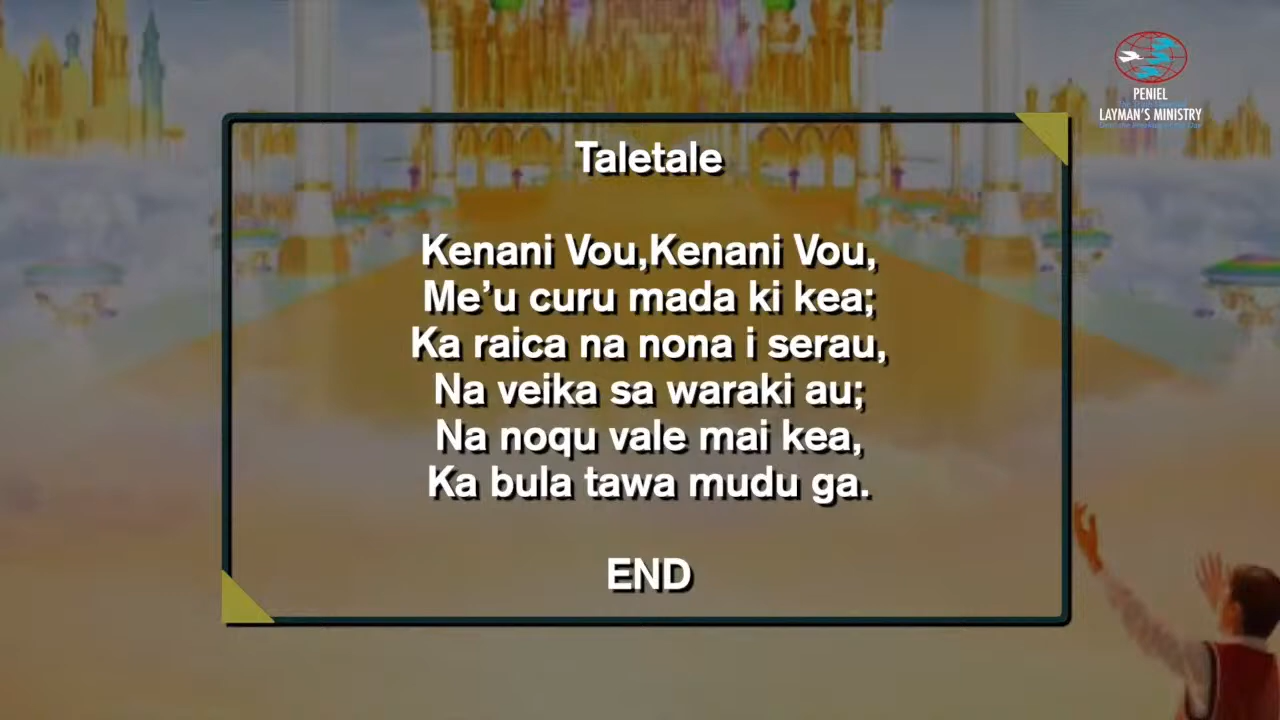 PENIEL
LAYMAN'S MINISTRY
Taletale
Kenani Vou,Kenani Vou,
Me'u curu mada ki kea;
Ka raica na nona i serau,
Na veika sa waraki au;
Na noqu vale mai kea,
Ka bula tawa mudu ga.
END